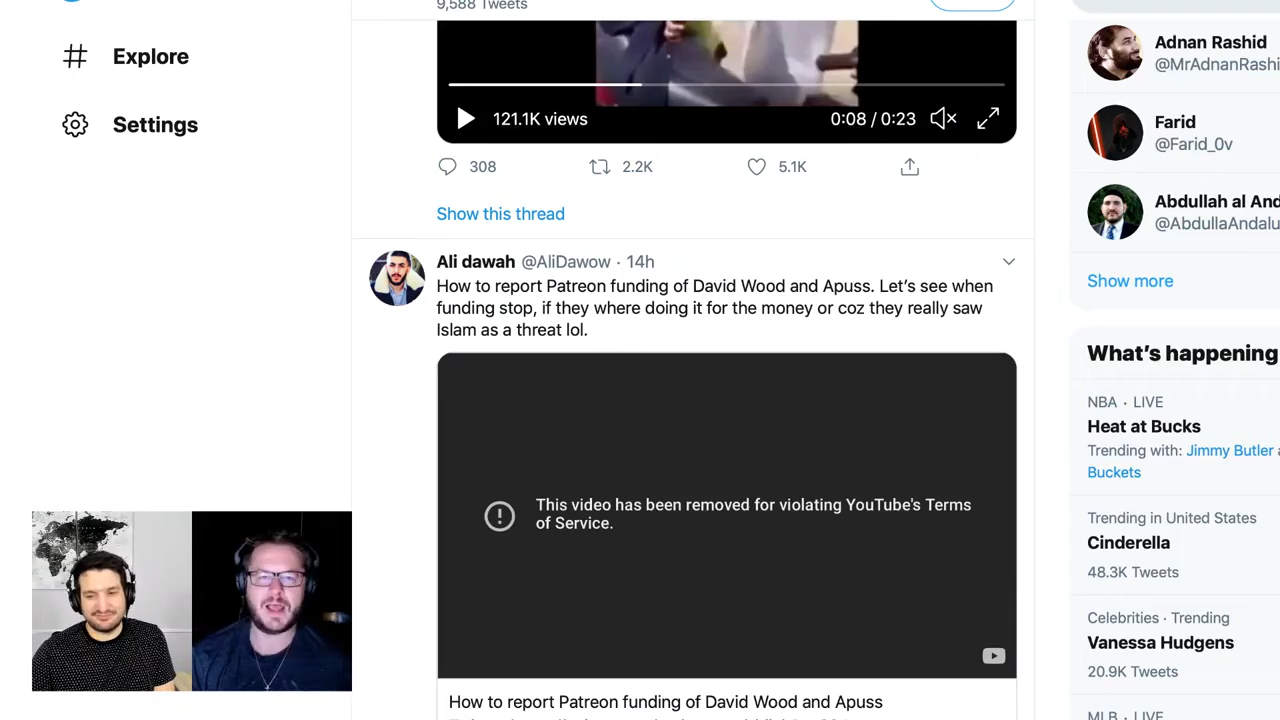 9,588 Tweets
Explore
Settings
121.1K views
0:08 / 0:23
308
2.2K
5.1K
Show this thread
Ali dawah @AliDawow · 14h
How to report Patreon funding of David Wood and Apuss. Let's see when
funding stop, if they where doing it for the money or coz they really saw
Islam as a threat lol.
This video has been removed for violating YouTube's Terms
of Service.
How to report Patreon funding of David Wood and Apuss
Adnan Rashid
@MrAdnanRashi
Farid
@Farid_0v
Abdullah al And
@AbdullaAndalu
Show more
What's happening
NBA · LIVE
Heat at Bucks
Trending with: Jimmy Butler a
Buckets
Trending in United States
Cinderella
48.3K Tweets
Celebrities · Trending
Vanessa Hudgens
20.9K Tweets
MLB · LIVE